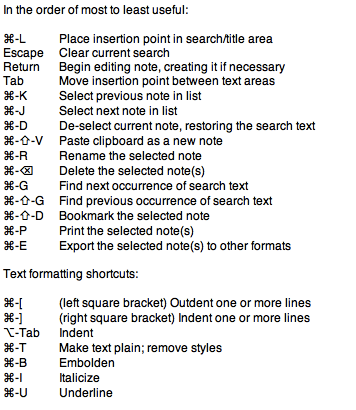 In the order of most to least useful:
⌘-L Place insertion point in search/title area
Escape Clear current search
Return Begin editing note, creating it if necessary
Tab Move insertion point between text areas
⌘-K Select previous note in list
⌘-J Select next note in list
⌘-D De-select current note, restoring the search text
⌘-⇧-V Paste clipboard as a new note
⌘-R Rename the selected note
⌘-⌫ Delete the selected note(s)
⌘-G Find next occurrence of search text
⌘-⇧-G Find previous occurrence of search text
⌘-⇧-D Bookmark the selected note
⌘-P Print the selected note(s)
⌘-E Export the selected note(s) to other formats
Text formatting shortcuts:
⌘-[ (left square bracket) Outdent one or more lines
⌘-] (right square bracket) Indent one or more lines
⌥-Tab Indent
⌘-T Make text plain; remove styles
⌘-B Embolden
⌘-I Italicize
⌘-U Underline